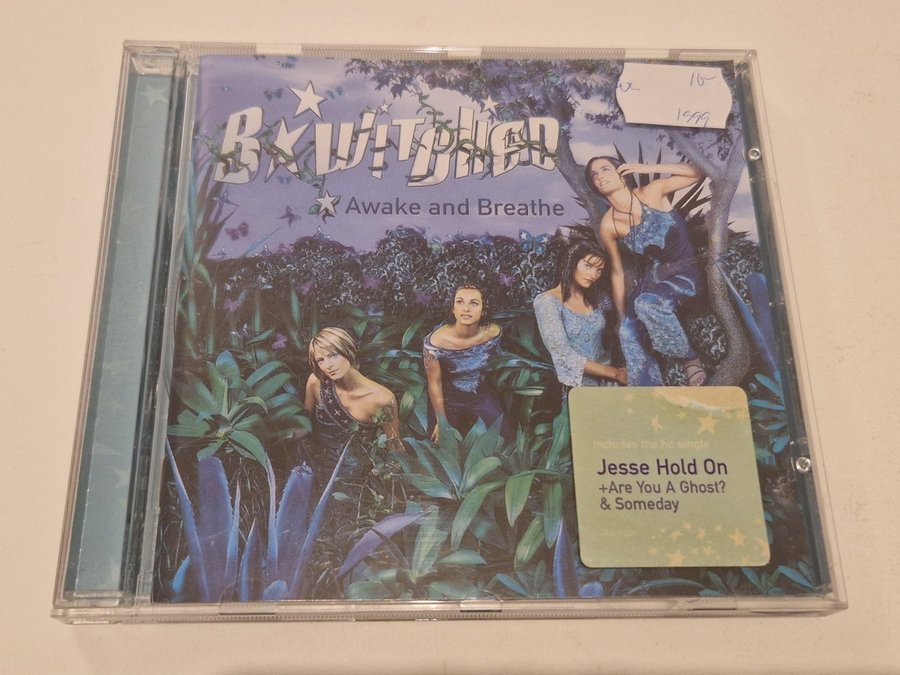 B★Witched
10-
1999
Awake and Breathe
includes the hit single
Jesse Hold On
+Are You A Ghost?
& Someday